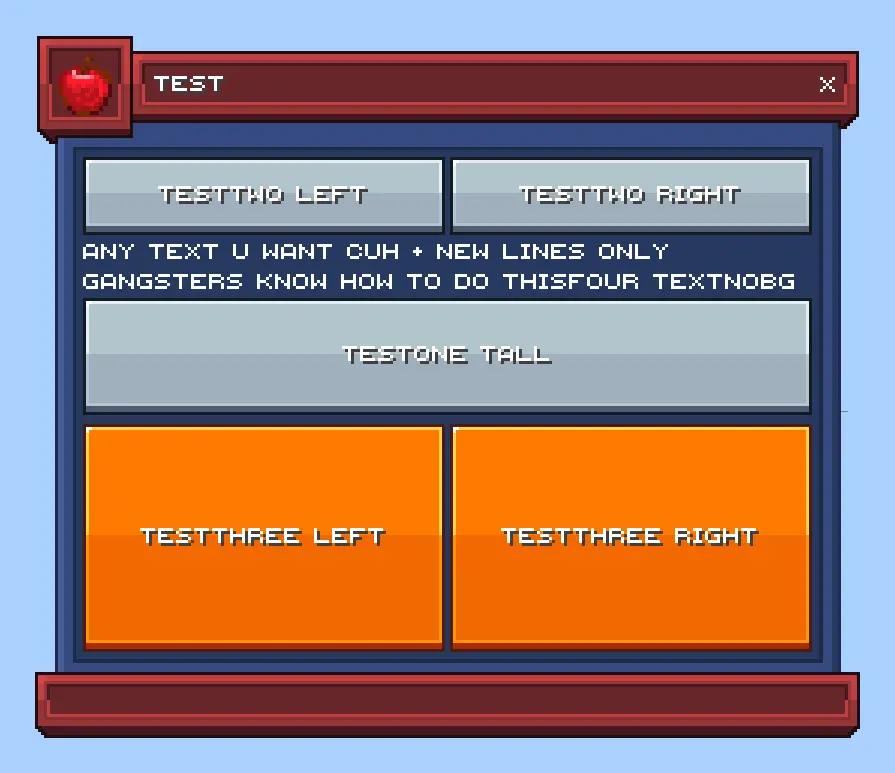 TEST
X
TESTTWO LEFT
TESTTWO RIGHT
ANY TEXT U WANT CUH + NEW LINES ONLY
GANGSTERS KNOW HOW TO DO THISFOUR TEXTNOBG
TESTONE TALL
TESTTHREE LEFT
TESTTHREE RIGHT